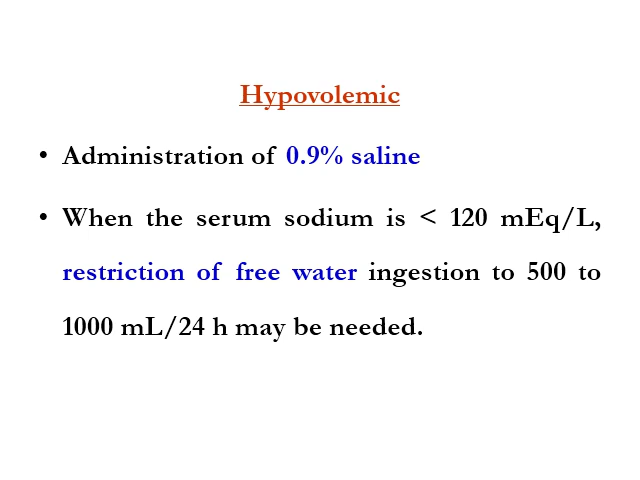 Hypovolemic
• Administration of 0.9% saline
• When the serum sodium is < 120 mEq/L,
restriction of free water ingestion to 500 to
1000 mL/24 h may be needed.